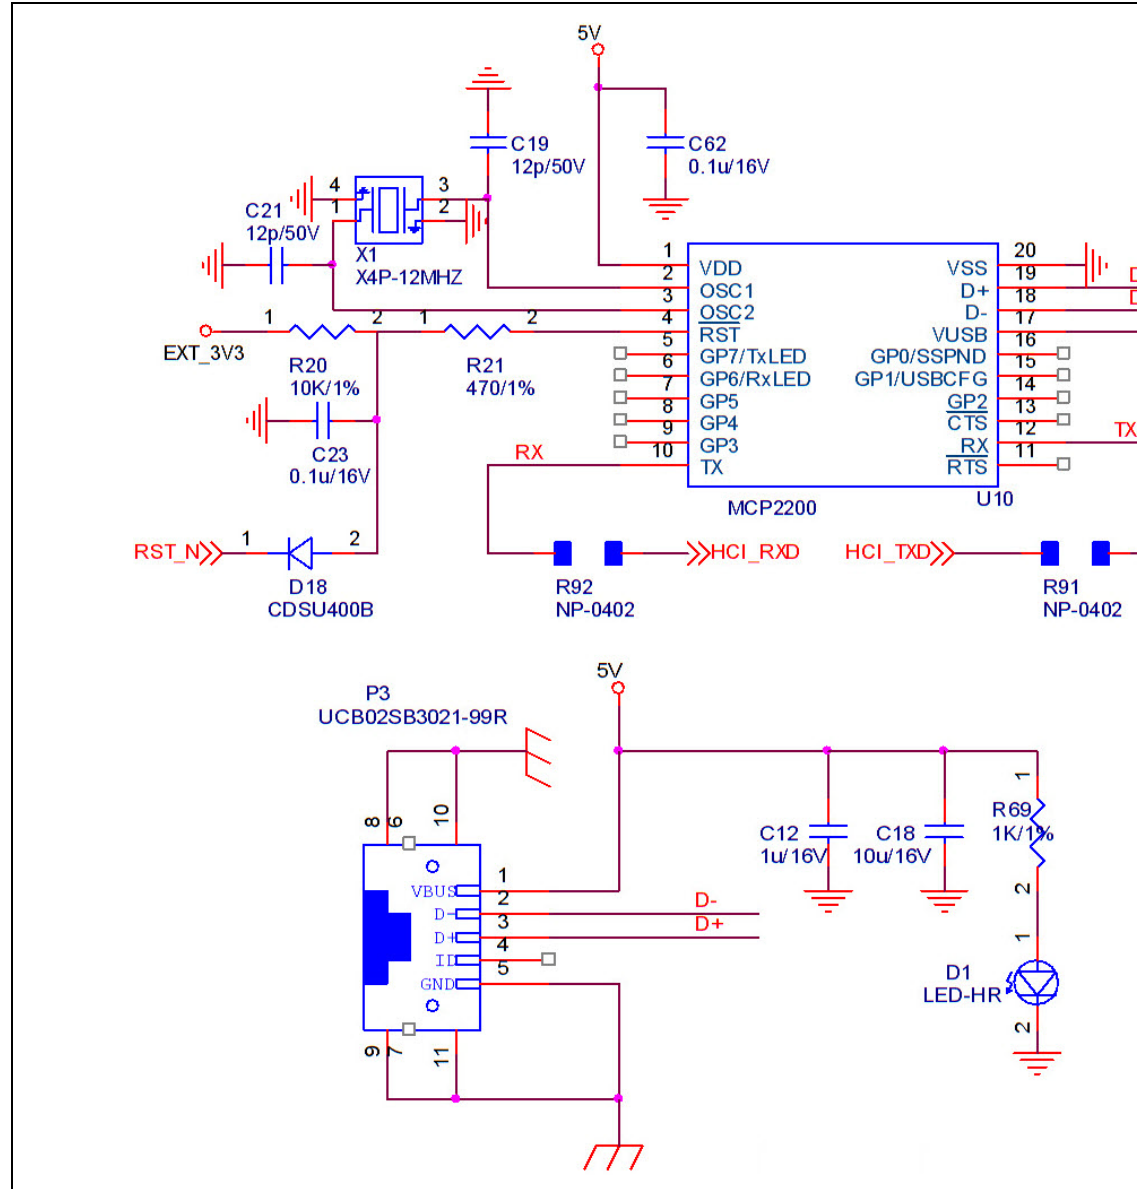 5V
C19
12p/50V
C62
0.1u/16V
4
3
1
2
C21
12p/50V
X1
X4P-12MHZ
1
VDD
VSS
20
2
OSC1
D+
19
D
3
OSC2
D-
18
4
RST
VUSB
17
5
GP7/TxLED
GP0/SSPND
16
6
GP6/RxLED
GP1/USBCFG
15
7
GP5
GP2
14
8
GP4
CTS
13
9
GP3
RX
12
TX
10
TX
RTS
11
1
2
1
2
EXT_3V3
R20
10K/1%
R21
470/1%
C23
0.1u/16V
RX
MCP2200
U10
RST_N
1
2
D18
CDSU400B
HCI_RXD
R92
NP-0402
HCI_TXD
R91
NP-0402
5V
P3
UCB02SB3021-99R
8
6
10
1
VBUS
2
D-
D-
3
D+
D+
4
ID
5
GND
9
7
11
C12
1u/16V
C18
10u/16V
1
R69
1K/1%
2
1
D1
LED-HR
2